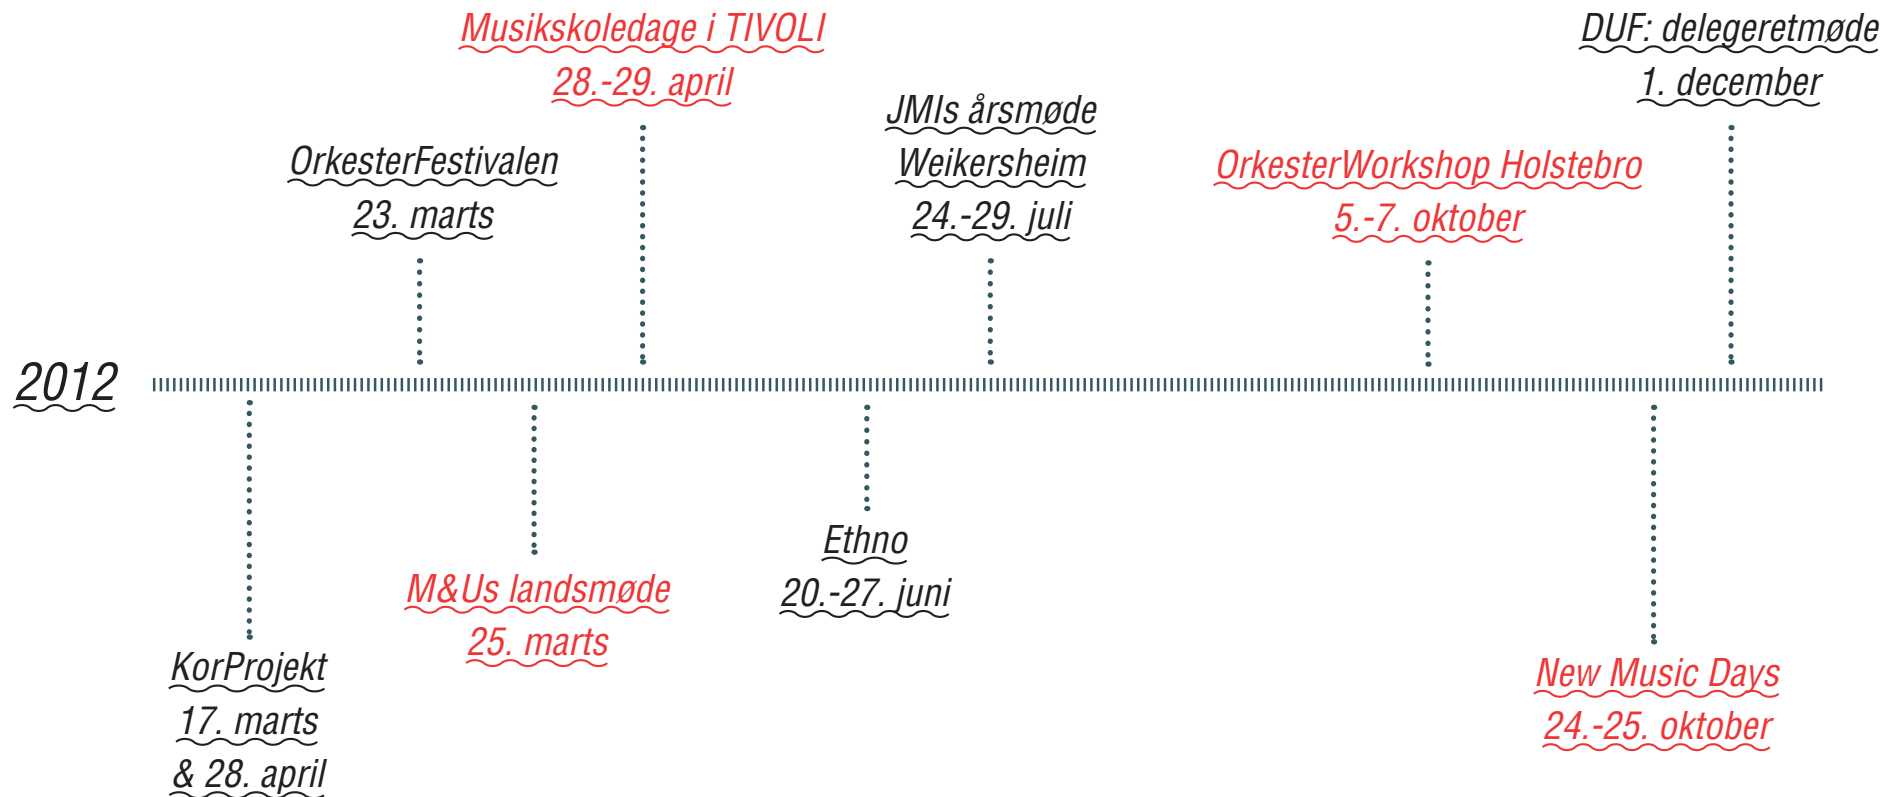 Musikskoledage i TIVOLI
28.-29. april
DUF: delegeretmøde
1. december
JMIs årsmøde
Weikersheim
24.-29. juli
OrkesterFestivalen
23. marts
OrkesterWorkshop Holstebro
5.-7. oktober
2012
Ethno
20.-27. juni
M&Us landsmøde
25. marts
KorProjekt
17. marts
& 28. april
New Music Days
24.-25. oktober